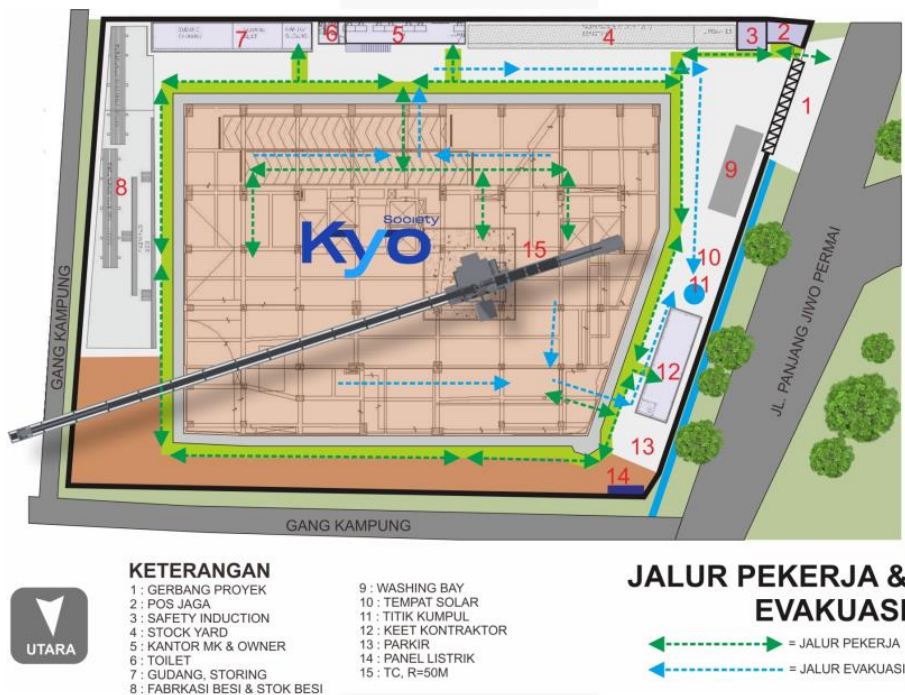 7
6
5
4
3
2
1
8
9
Kyo
Society
15
10
11
12
13
14
GANG KAMPUNG
JL. PANJANG JIWO PERMAI
GANG KAMPUNG
UTARA
KETERANGAN
1 : GERBANG PROYEK
2 : POS JAGA
3 : SAFETY INDUCTION
4 : STOCK YARD
5 : KANTOR MK & OWNER
6 : TOILET
7 : GUDANG, STORING
8 : FABRKASI BESI & STOK BESI
9 : WASHING BAY
10 : TEMPAT SOLAR
11 : TITIK KUMPUL
12 : KEET KONTRAKTOR
13 : PARKIR
14 : PANEL LISTRIK
15 : TC, R=50M
JALUR PEKERJA &
EVAKUASI
= JALUR PEKERJA
= JALUR EVAKUASI